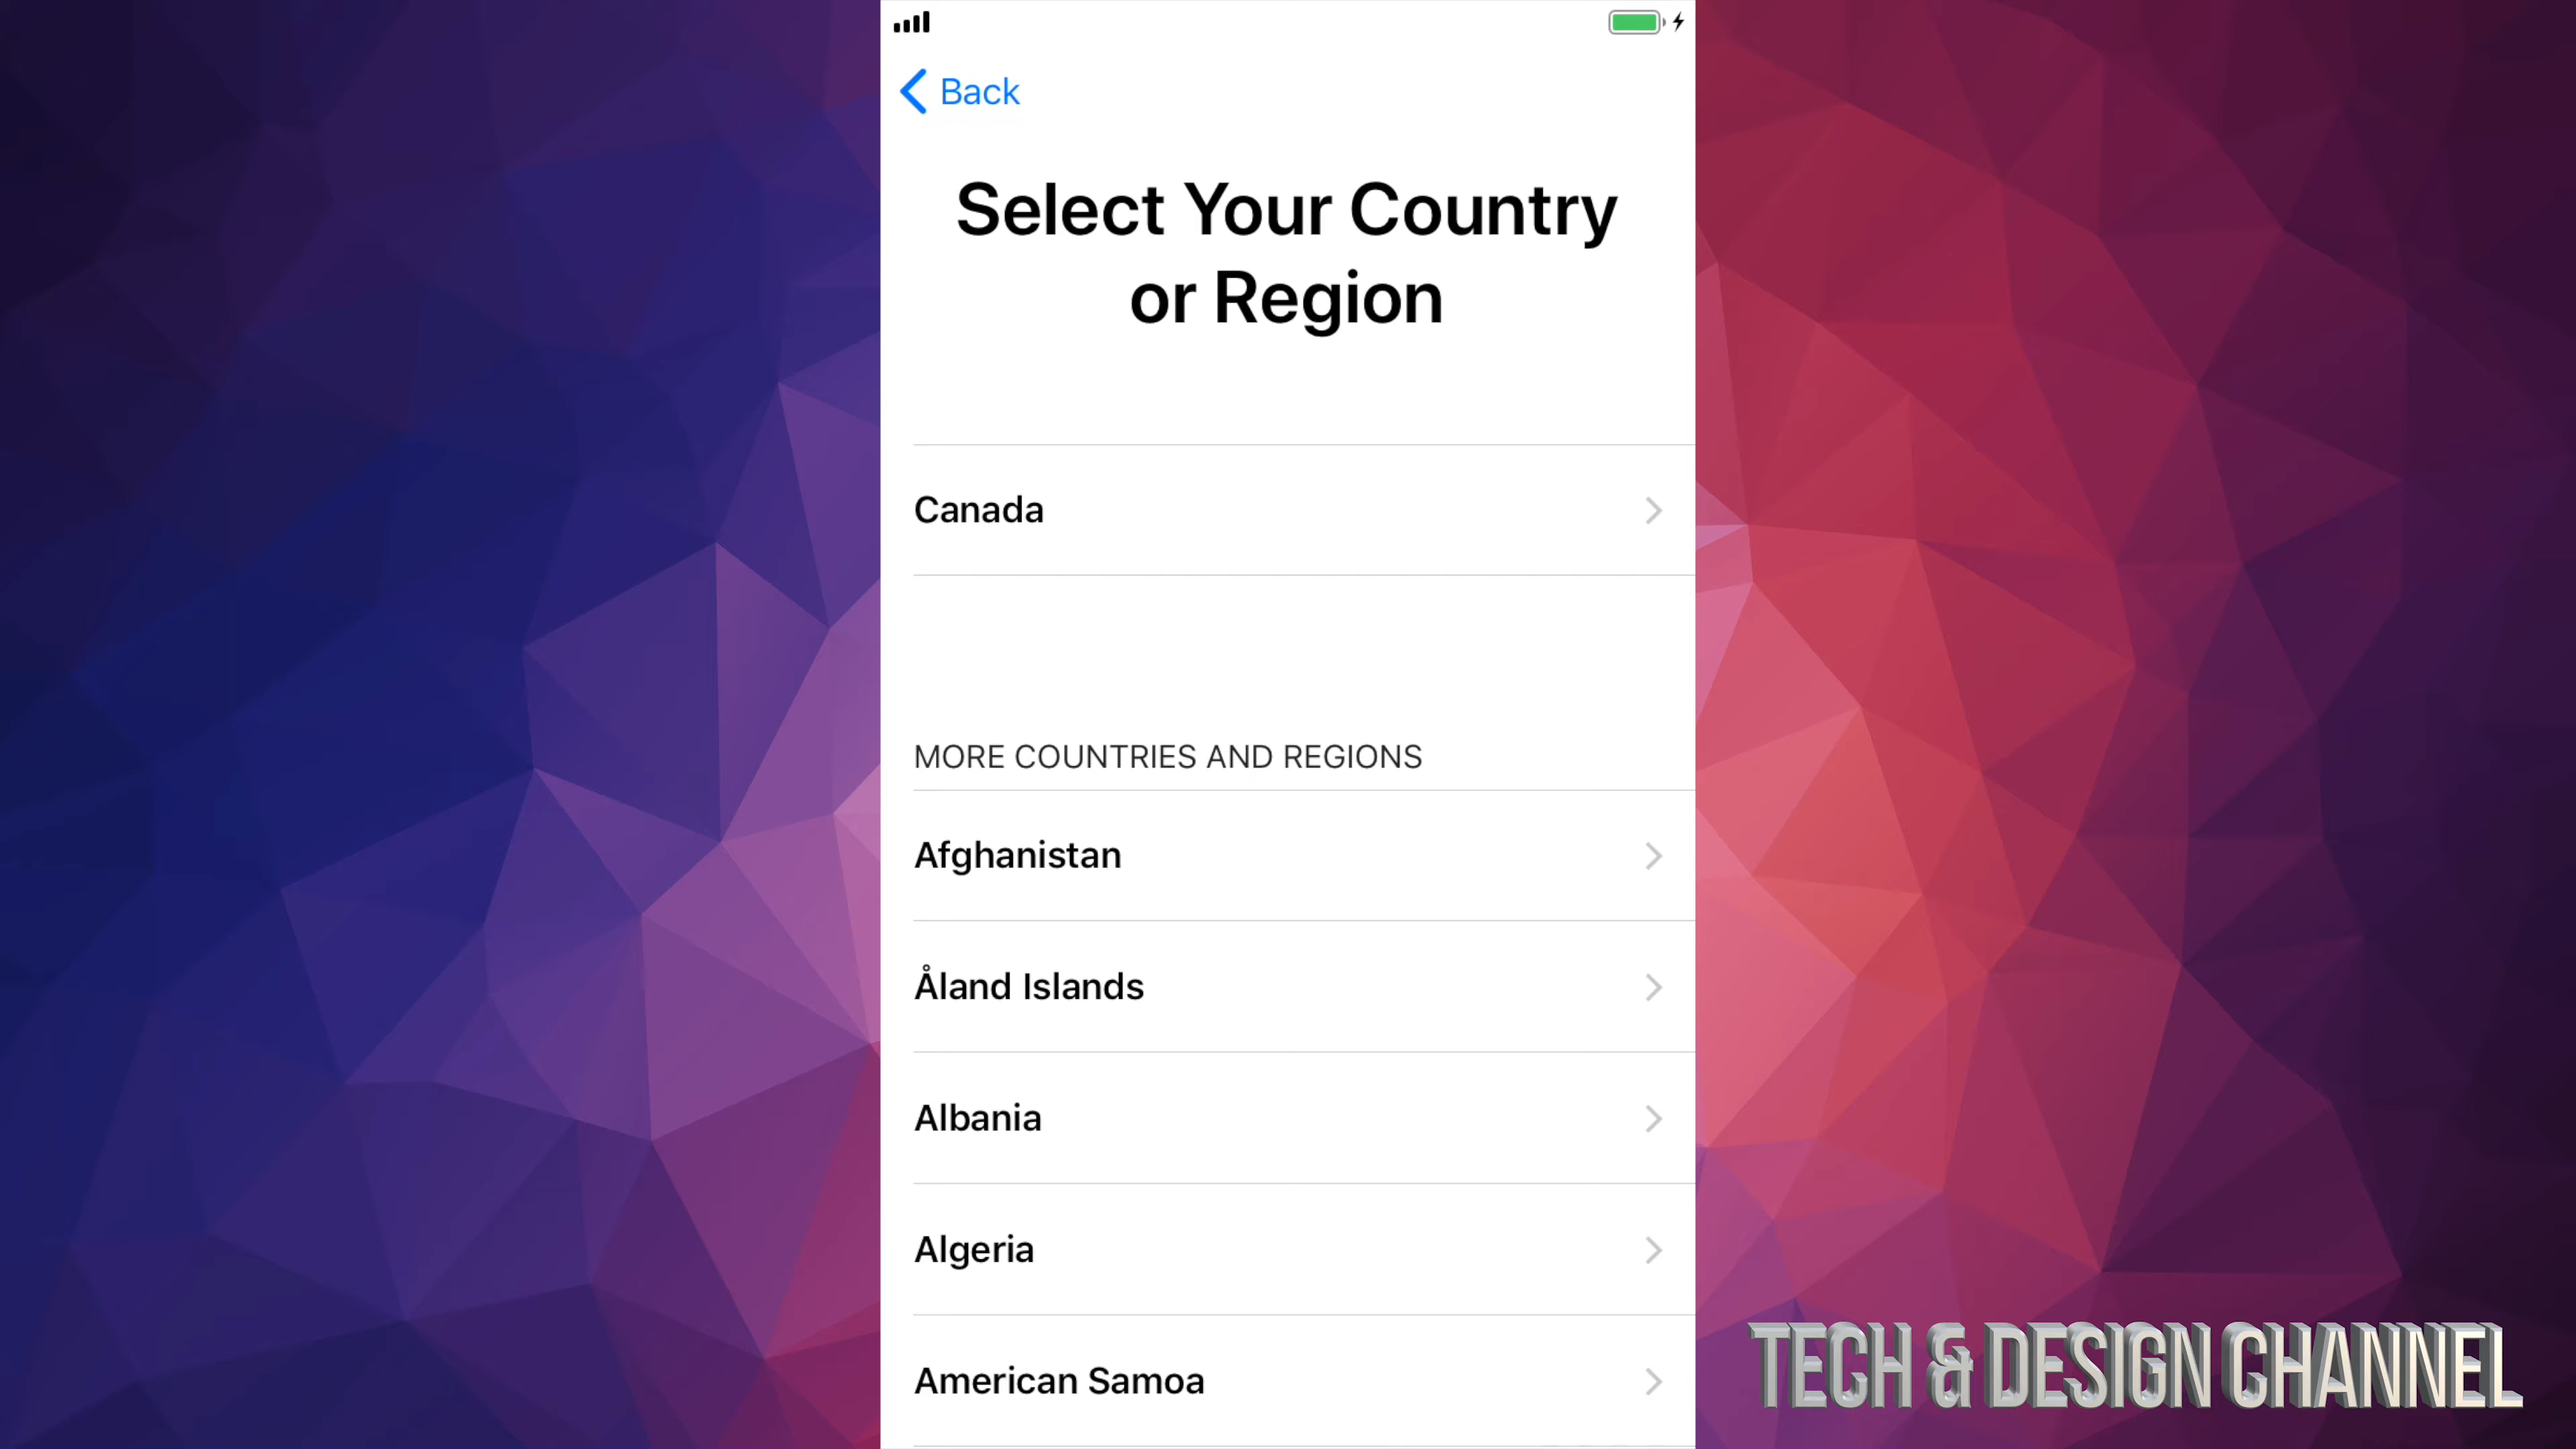 Back
Select Your Country
or Region
Canada
MORE COUNTRIES AND REGIONS
Afghanistan
Åland Islands
Albania
Algeria
American Samoa
TECH & DESIGN CHANNEL